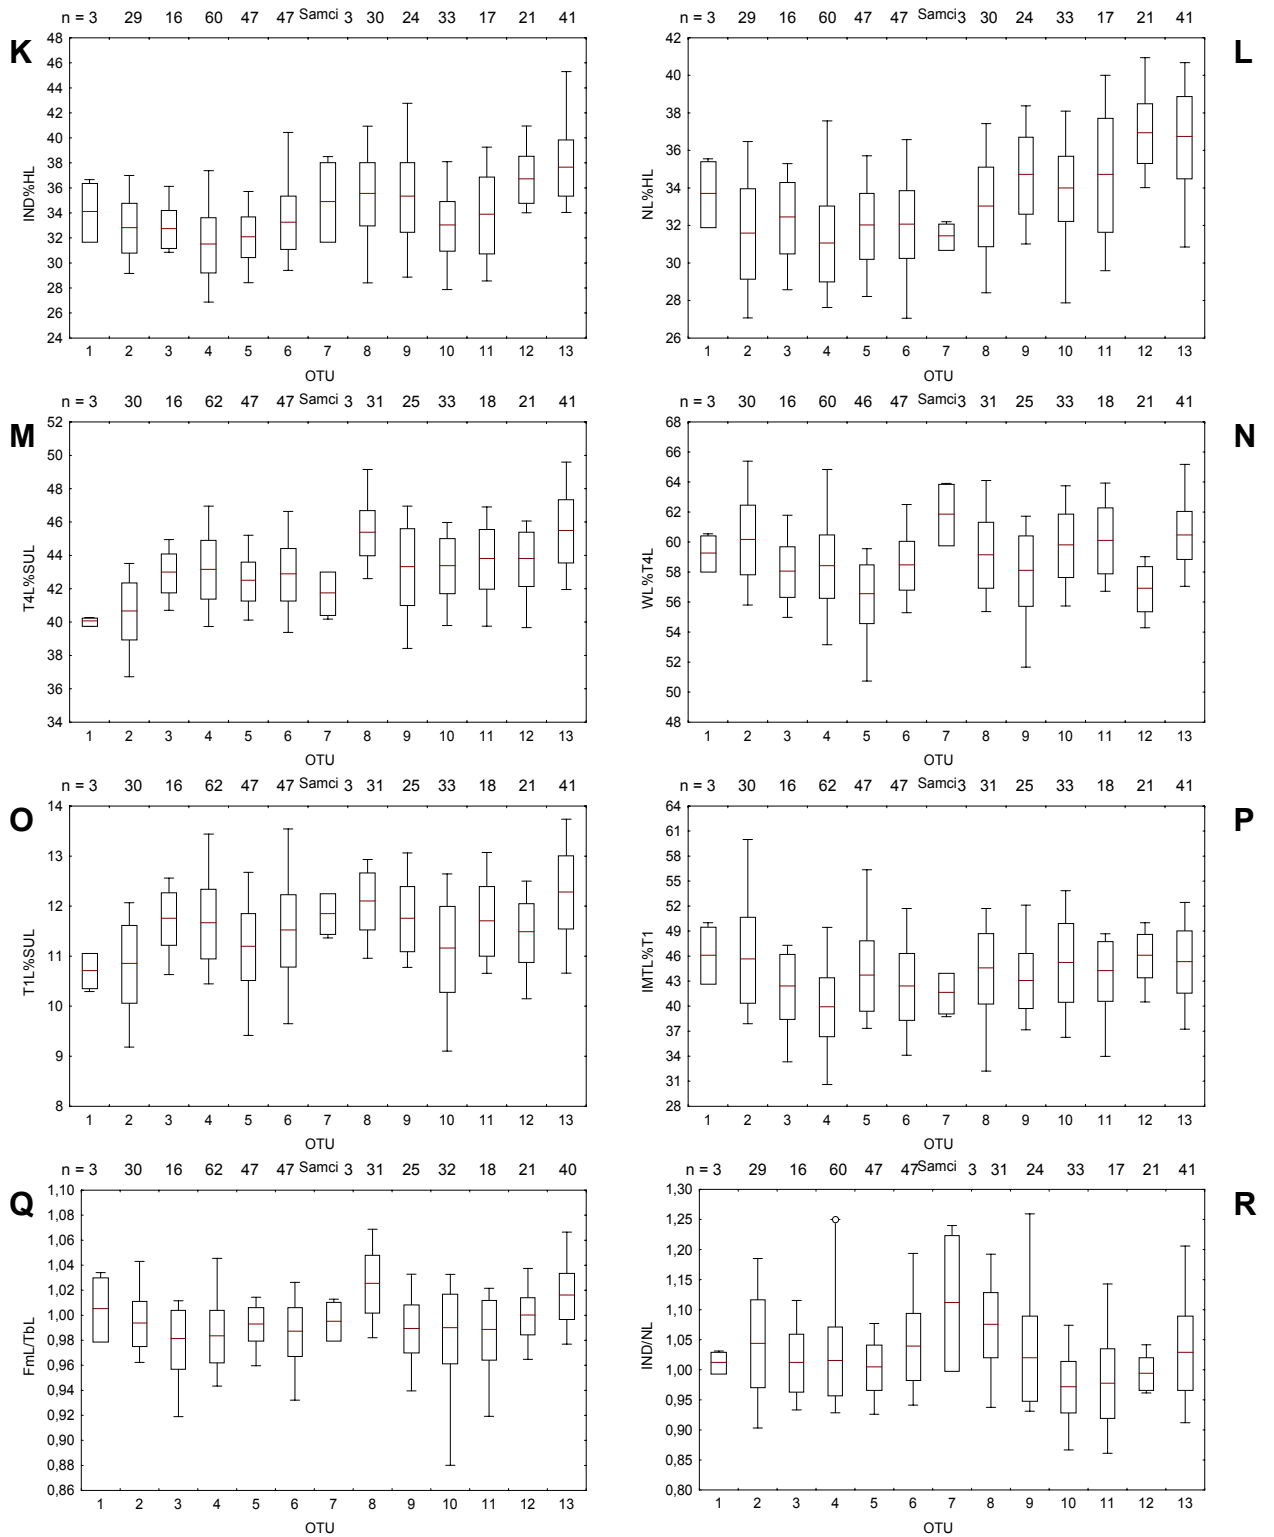 n = 3 29 16 60 47 47 Samci 3 30 24 33 17 21 41
K
48
46
44
42
40
38
36
34
32
30
28
26
24
IND%HL
1 2 3 4 5 6 7 8 9 10 11 12 13
OTU
n = 3 29 16 60 47 47 Samci 3 30 24 33 17 21 41
L
42
40
38
36
34
32
30
28
26
NL%HL
1 2 3 4 5 6 7 8 9 10 11 12 13
OTU
n = 3 30 16 62 47 47 Samci 3 31 25 33 18 21 41
M
52
50
48
46
44
42
40
38
36
34
T4L%SUL
1 2 3 4 5 6 7 8 9 10 11 12 13
OTU
n = 3 30 16 60 46 47 Samci 3 31 25 33 18 21 41
N
68
66
64
62
60
58
56
54
52
50
48
WL%T4L
1 2 3 4 5 6 7 8 9 10 11 12 13
OTU
n = 3 30 16 62 47 47 Samci 3 31 25 33 18 21 41
O
14
13
12
11
10
9
8
T1L%SUL
1 2 3 4 5 6 7 8 9 10 11 12 13
OTU
n = 3 30 16 62 47 47 Samci 3 31 25 33 18 21 41
P
64
61
58
55
52
49
46
43
40
37
34
31
28
IMTL%T1
1 2 3 4 5 6 7 8 9 10 11 12 13
OTU
n = 3 30 16 62 47 47 Samci 3 31 25 32 18 21 40
Q
1,10
1,08
1,06
1,04
1,02
1,00
0,98
0,96
0,94
0,92
0,90
0,88
0,86
FmL/TbL
1 2 3 4 5 6 7 8 9 10 11 12 13
OTU
n = 3 29 16 60 47 47 Samci 3 31 24 33 17 21 41
R
1,30
1,25
1,20
1,15
1,10
1,05
1,00
0,95
0,90
0,85
0,80
IND/NL
1 2 3 4 5 6 7 8 9 10 11 12 13
OTU